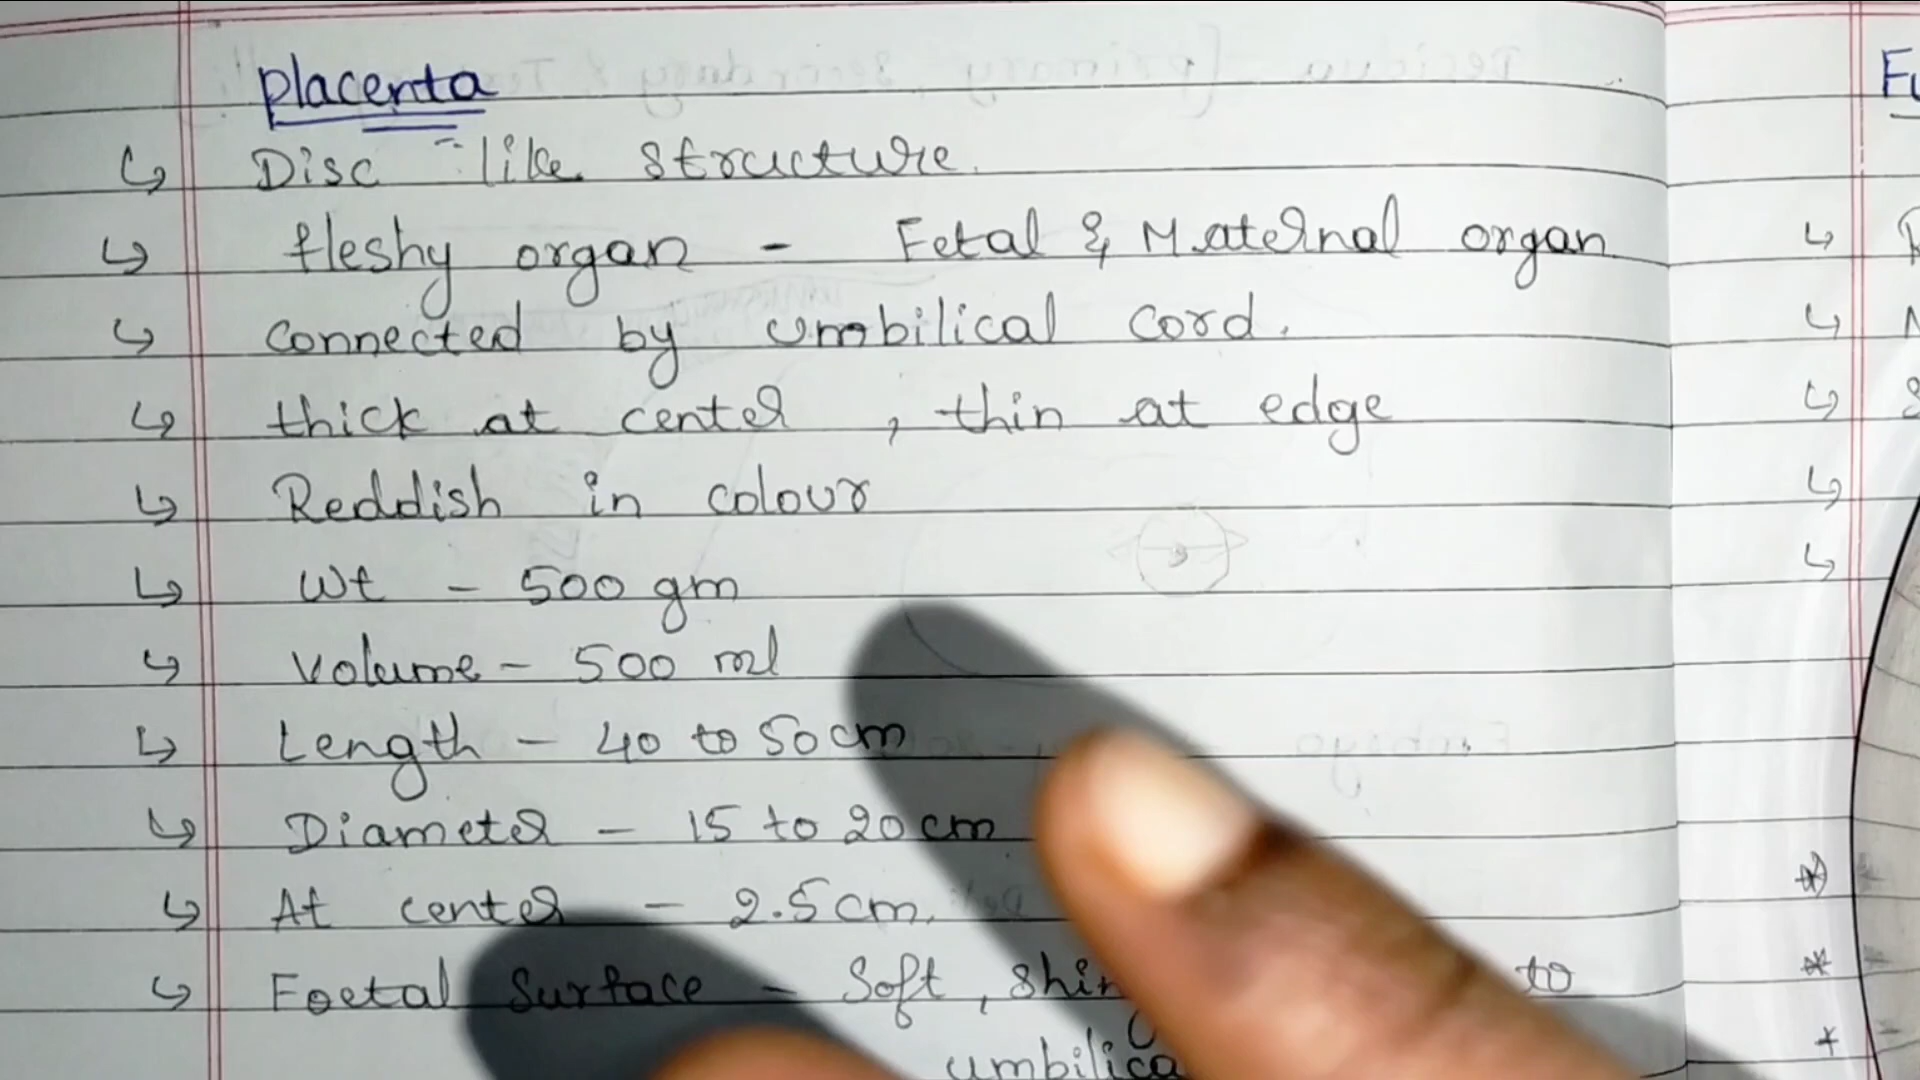 Placenta
↳ Disc like structure.
↳ fleshy organ - Fetal & Maternal organ
↳ connected by umbilical cord.
↳ thick at center, thin at edge
↳ Reddish in colour
↳ Wt - 500 gm
↳ Volume - 500 ml
↳ Length - 40 to 50 cm
↳ Diameter - 15 to 20 cm
↳ At center - 2.5 cm.
↳ Foetal Surface - Soft, to